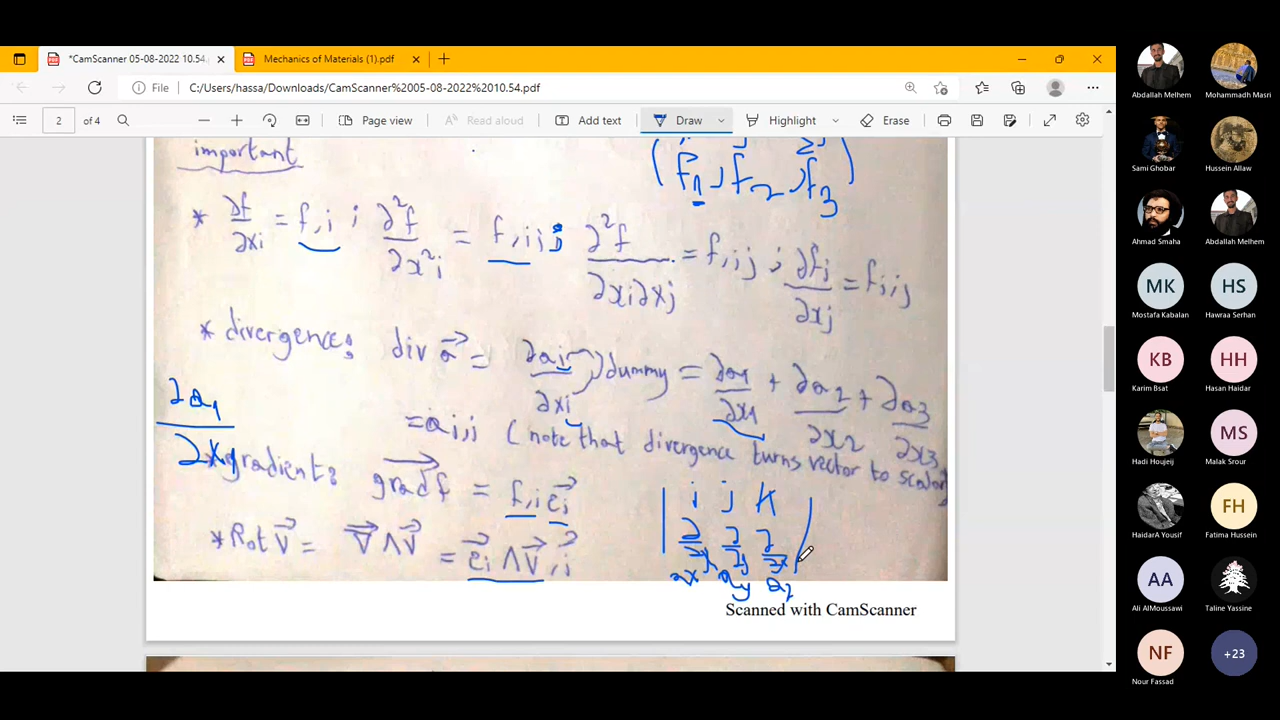 *CamScanner 05-08-2022 10.54.
Mechanics of Materials (1).pdf
File C:/Users/hassa/Downloads/CamScanner%2005-08-2022%2010.54.pdf
2 of 4 Page view Read aloud Add text Draw Highlight Erase
important
(f1, f2, f3)
* ∂f/∂xi = f,i ; ∂²f/∂x²i = f,ii ; ∂²f/∂xi∂xj = f,ij ; ∂fi/∂xj = fi,j
* divergence: div a⃗ = ∂ai/∂xi ) dummy = ∂a1/∂x1 + ∂a2/∂x2 + ∂a3/∂x3
= ai,i (note that divergence turns vector to scalar)
∂a1
* gradient: grad f = f,i e⃗i
i j k
* Rot V⃗ = ∇⃗ ∧ V⃗ = e⃗i ∧ V⃗,i
Scanned with CamScanner
Abdallah Melhem
Mohammadh Masri
Sami Ghobar
Hussein Allaw
Ahmad Smaha
Abdallah Melhem
MK
HS
Mostafa Kabalan
Hawraa Serhan
KB
HH
Karim Bsat
Hasan Haidar
MS
Hadi Houjeij
Malak Srour
H
FH
HaidarA Yousif
Fatima Hussein
AA
Ali AlMoussawi
Taline Yassine
NF
+23
Nour Fassad